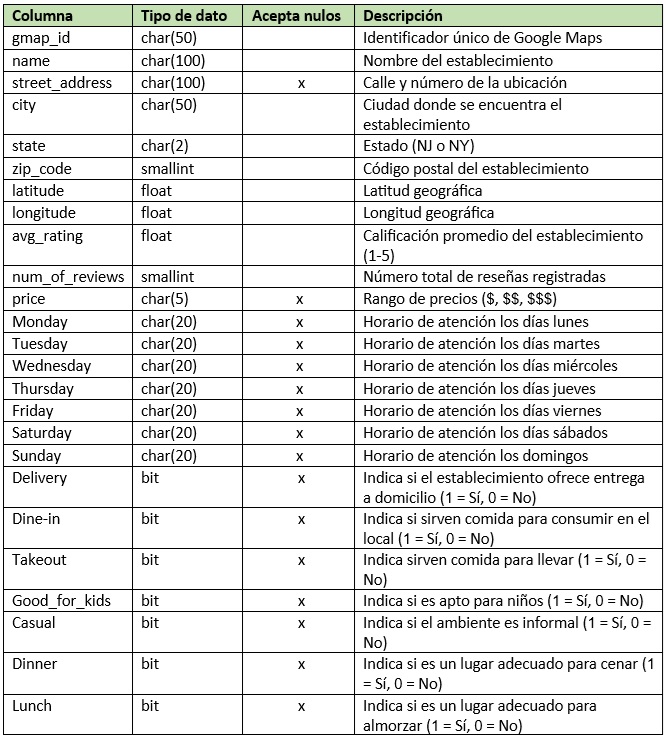 Columna Tipo de dato Acepta nulos Descripción
gmap_id char(50) Identificador único de Google Maps
name char(100) Nombre del establecimiento
street_address char(100) x Calle y número de la ubicación
city char(50) Ciudad donde se encuentra el
establecimiento
state char(2) Estado (NJ o NY)
zip_code smallint Código postal del establecimiento
latitude float Latitud geográfica
longitude float Longitud geográfica
avg_rating float Calificación promedio del establecimiento
(1-5)
num_of_reviews smallint Número total de reseñas registradas
price char(5) x Rango de precios ($, $$, $$$)
Monday char(20) x Horario de atención los días lunes
Tuesday char(20) x Horario de atención los días martes
Wednesday char(20) x Horario de atención los días miércoles
Thursday char(20) x Horario de atención los días jueves
Friday char(20) x Horario de atención los días viernes
Saturday char(20) x Horario de atención los días sábados
Sunday char(20) x Horario de atención los domingos
Delivery bit x Indica si el establecimiento ofrece entrega
a domicilio (1 = Sí, 0 = No)
Dine-in bit x Indica si sirven comida para consumir en el
local (1 = Sí, 0 = No)
Takeout bit x Indica sirven comida para llevar (1 = Sí, 0 =
No)
Good_for_kids bit x Indica si es apto para niños (1 = Sí, 0 = No)
Casual bit x Indica si el ambiente es informal (1 = Sí, 0 =
No)
Dinner bit x Indica si es un lugar adecuado para cenar (1
= Sí, 0 = No)
Lunch bit x Indica si es un lugar adecuado para
almorzar (1 = Sí, 0 = No)